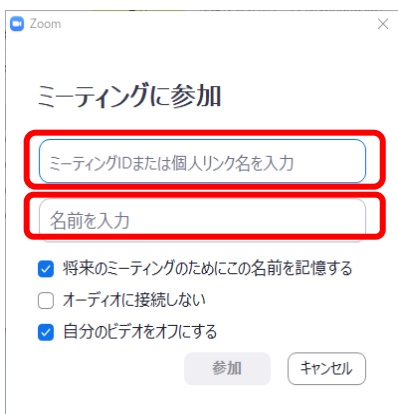 Zoom
ミーティングに参加
ミーティングIDまたは個人リンク名を入力
名前を入力
将来のミーティングのためにこの名前を記憶する
オーディオに接続しない
自分のビデオをオフにする
参加 キャンセル